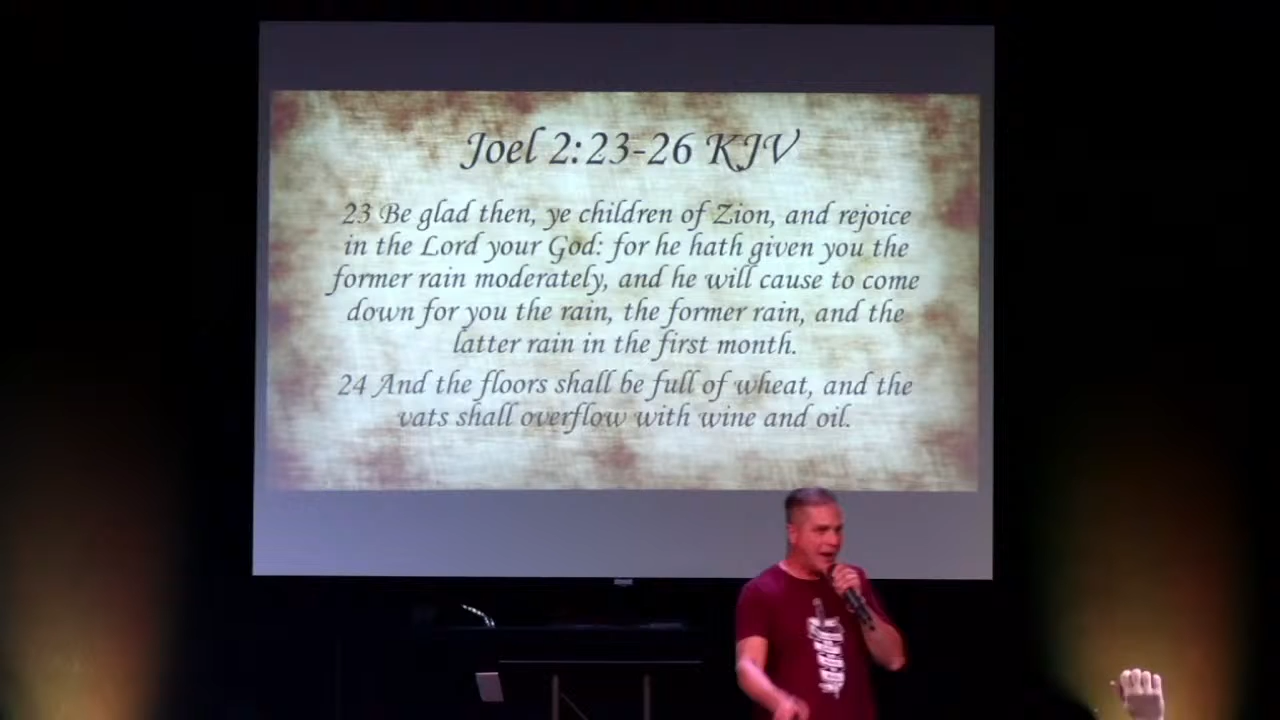 Joel 2:23-26 KJV
23 Be glad then, ye children of Zion, and rejoice
in the Lord your God: for he hath given you the
former rain moderately, and he will cause to come
down for you the rain, the former rain, and the
latter rain in the first month.
24 And the floors shall be full of wheat, and the
vats shall overflow with wine and oil.